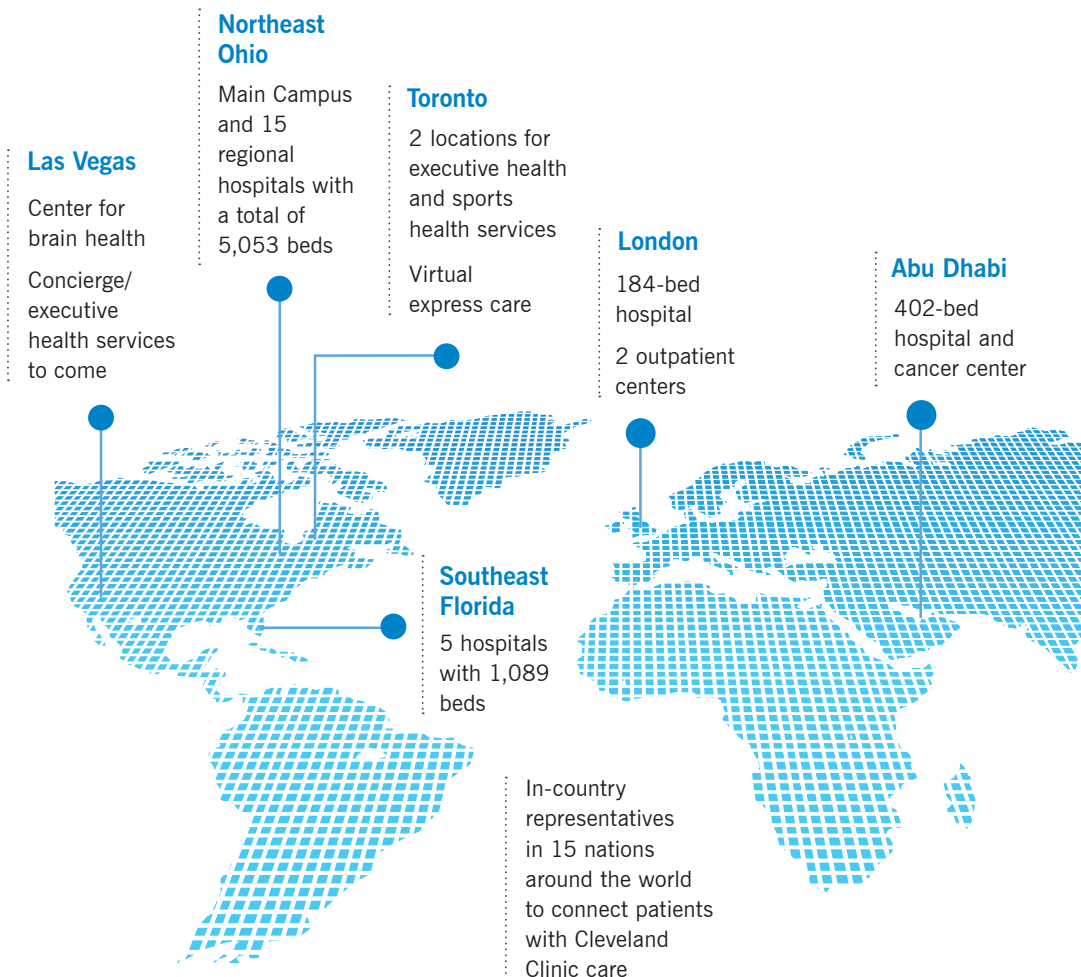 Northeast
Ohio
Main Campus
and 15
regional
hospitals with
a total of
5,053 beds
Toronto
2 locations for
executive health
and sports
health services
Virtual
express care
Las Vegas
Center for
brain health
Concierge/
executive
health services
to come
London
184-bed
hospital
2 outpatient
centers
Abu Dhabi
402-bed
hospital and
cancer center
Southeast
Florida
5 hospitals
with 1,089
beds
In-country
representatives
in 15 nations
around the world
to connect patients
with Cleveland
Clinic care